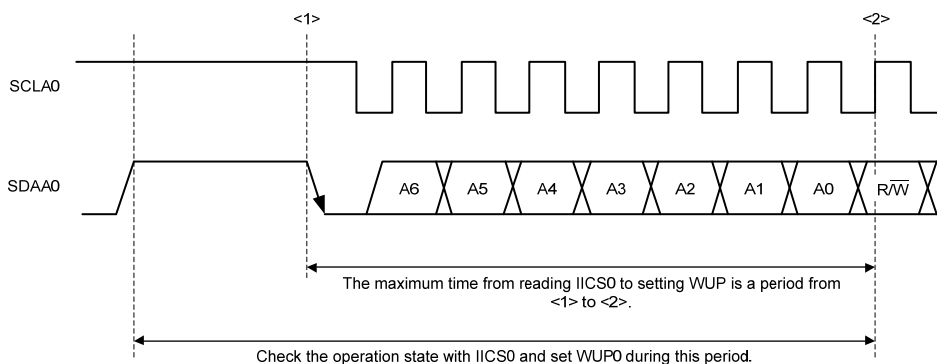 <1>
<2>
SCLA0
SDAA0
A6
A5
A4
A3
A2
A1
A0
R/W̅
The maximum time from reading IICS0 to setting WUP is a period from
<1> to <2>.
Check the operation state with IICS0 and set WUP0 during this period.